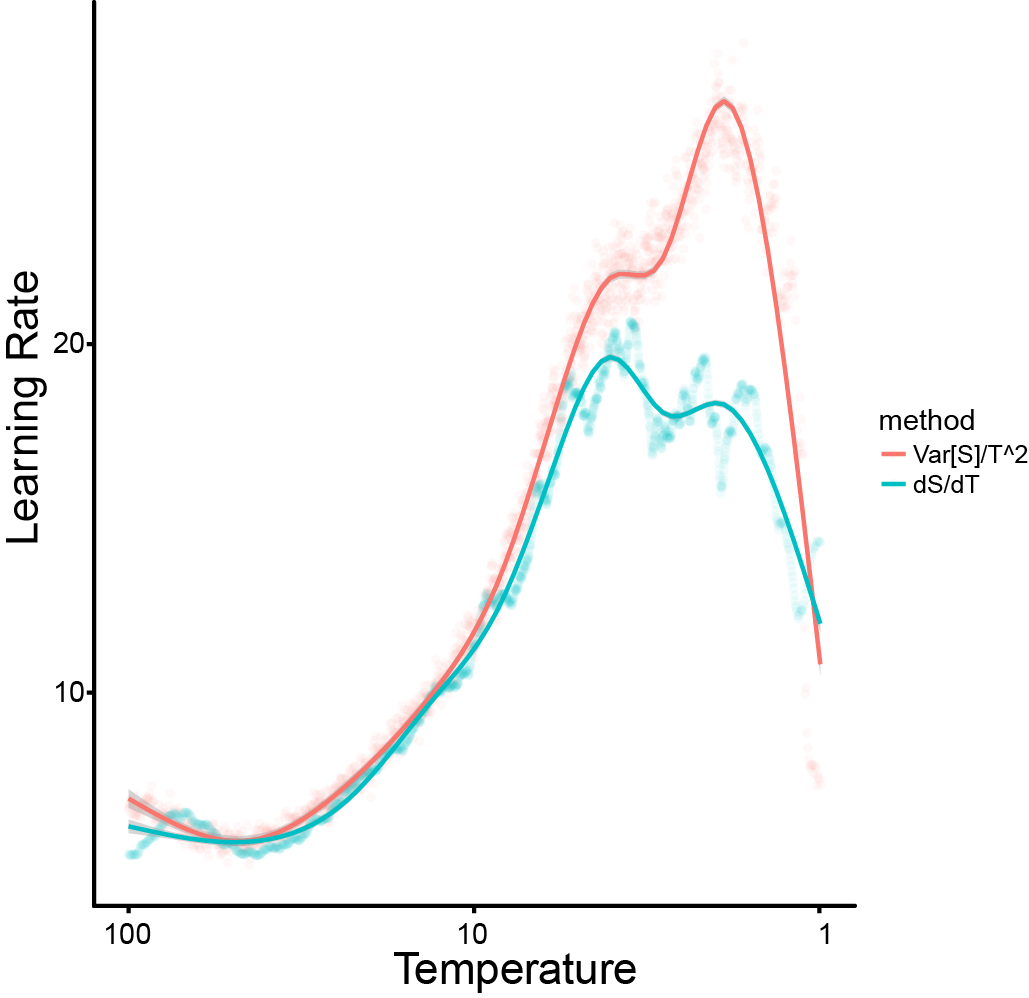 Learning Rate
20
10
100
10
1
Temperature
method
Var[S]/T^2
dS/dT